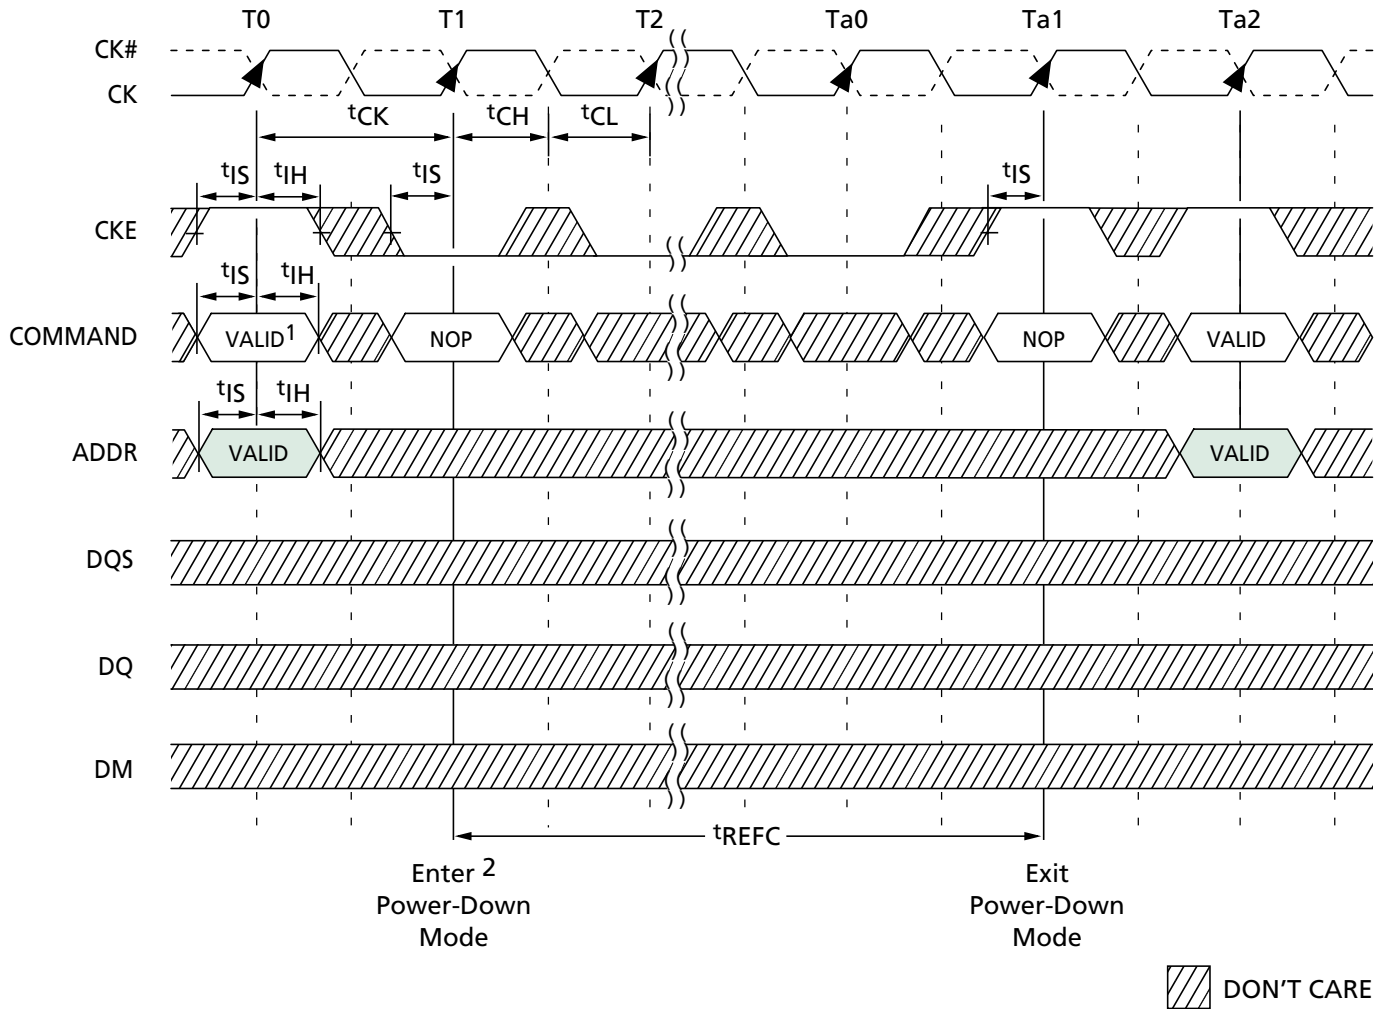 T0 T1 T2 Ta0 Ta1 Ta2
CK#
CK
tCK tCH tCL
tIS tIH tIS tIS
CKE
tIS tIH
COMMAND VALID1 NOP NOP VALID
tIS tIH
ADDR VALID VALID
DQS
DQ
DM
tREFC
Enter 2
Power-Down
Mode
Exit
Power-Down
Mode
DON'T CARE